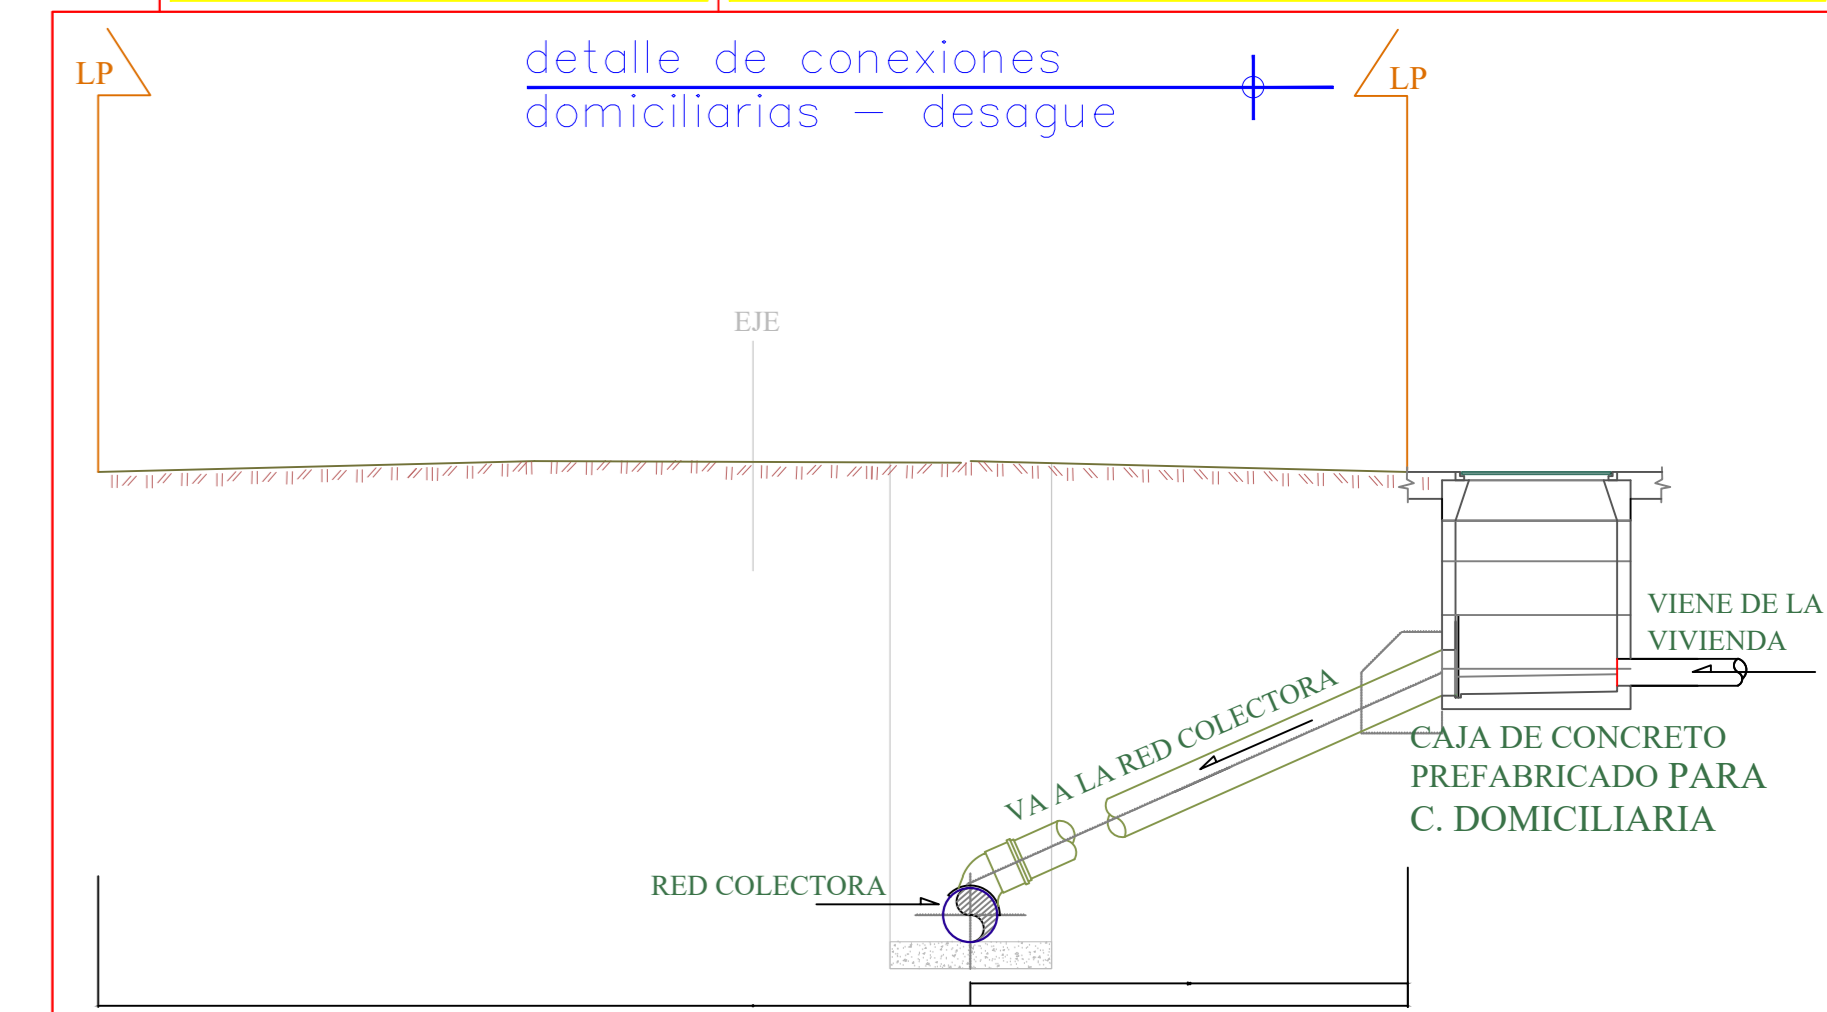 detalle de conexiones
domiciliarias - desague
LP
LP
EJE
VIENE DE LA
VIVIENDA
VA A LA RED COLECTORA
CAJA DE CONCRETO
PREFABRICADO PARA
C. DOMICILIARIA
RED COLECTORA